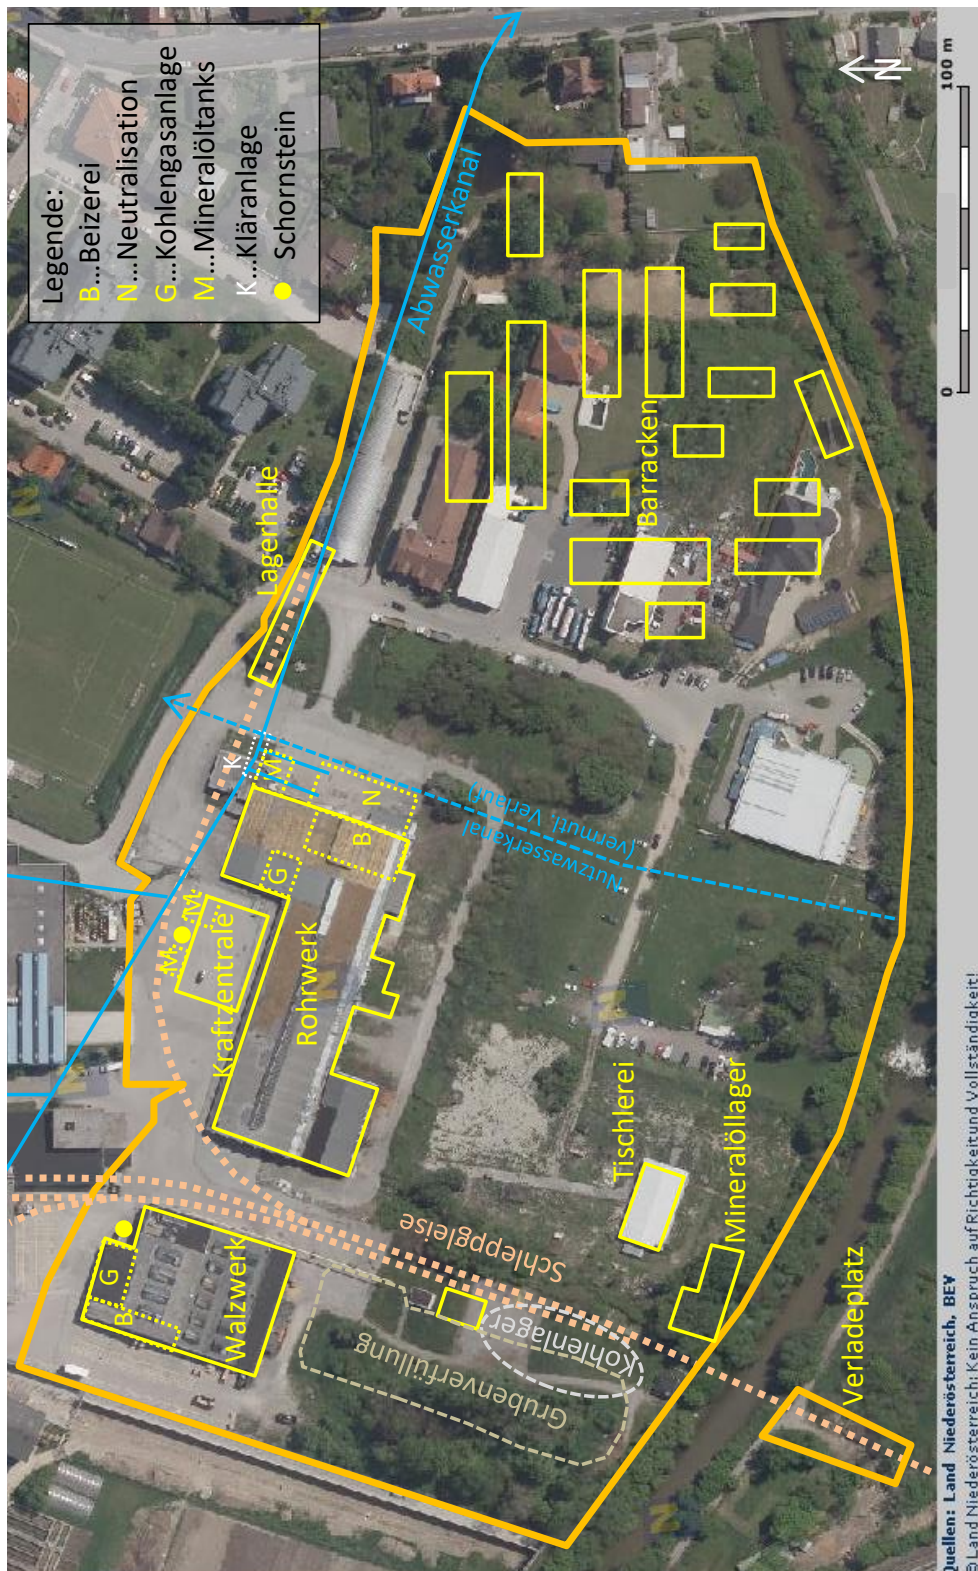 Legende:
B...Beizerei
N...Neutralisation
G...Kohlengasanlage
M...Mineralöltanks
K...Kläranlage
Schornstein
Abwasserkanal
Lagerhalle
Barracken
K
M
N
B
G
M
M
Kraftzentrale
Rohrwerk
Nutzwasserkanal
(vermutl. Verlauf)
Tischlerei
Mineralöllager
Schleppgleise
G
B
Walzwerk
Kohlenlager
Grubenverfüllung
Verladeplatz
N
0
100 m
Quellen: Land Niederösterreich, BEV
© Land Niederösterreich: Kein Anspruch auf Richtigkeit und Vollständigkeit!